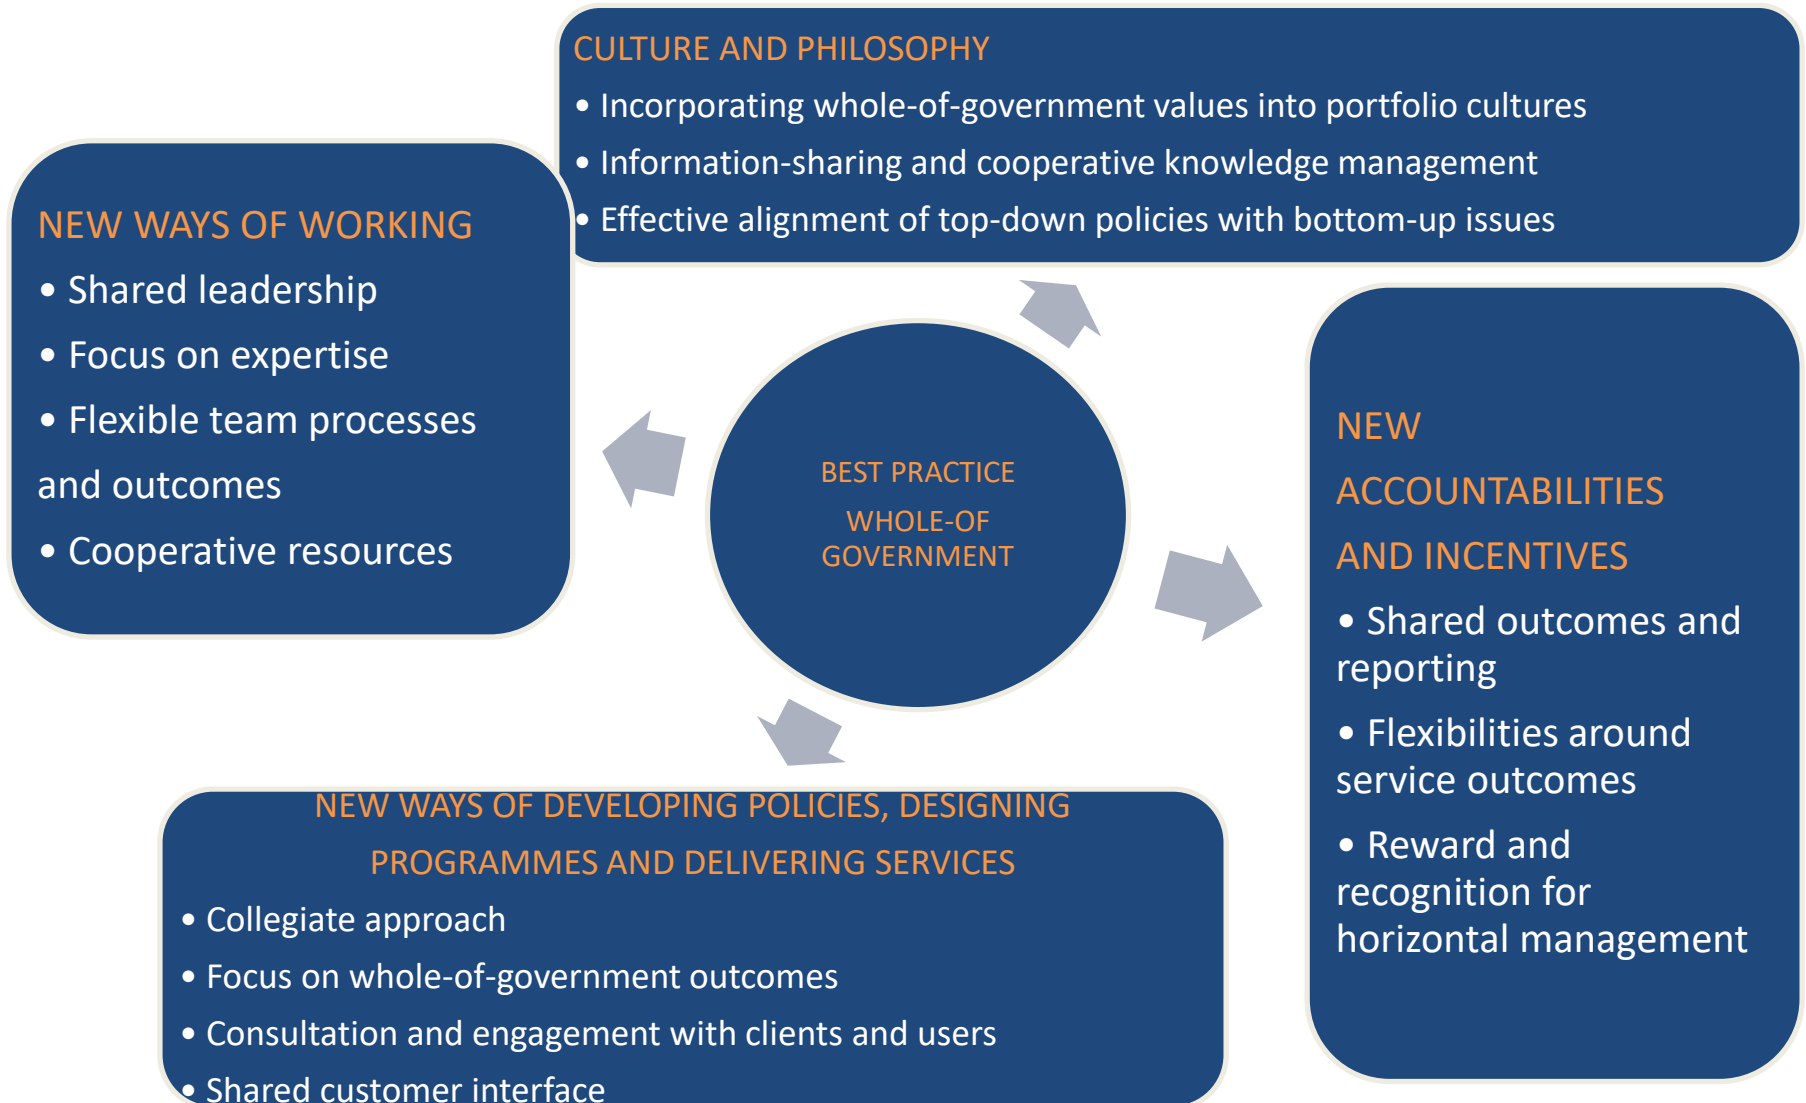 CULTURE AND PHILOSOPHY
• Incorporating whole-of-government values into portfolio cultures
• Information-sharing and cooperative knowledge management
• Effective alignment of top-down policies with bottom-up issues
NEW WAYS OF WORKING
• Shared leadership
• Focus on expertise
• Flexible team processes
and outcomes
• Cooperative resources
BEST PRACTICE
WHOLE-OF
GOVERNMENT
NEW
ACCOUNTABILITIES
AND INCENTIVES
• Shared outcomes and
reporting
• Flexibilities around
service outcomes
• Reward and
recognition for
horizontal management
NEW WAYS OF DEVELOPING POLICIES, DESIGNING
PROGRAMMES AND DELIVERING SERVICES
• Collegiate approach
• Focus on whole-of-government outcomes
• Consultation and engagement with clients and users
• Shared customer interface